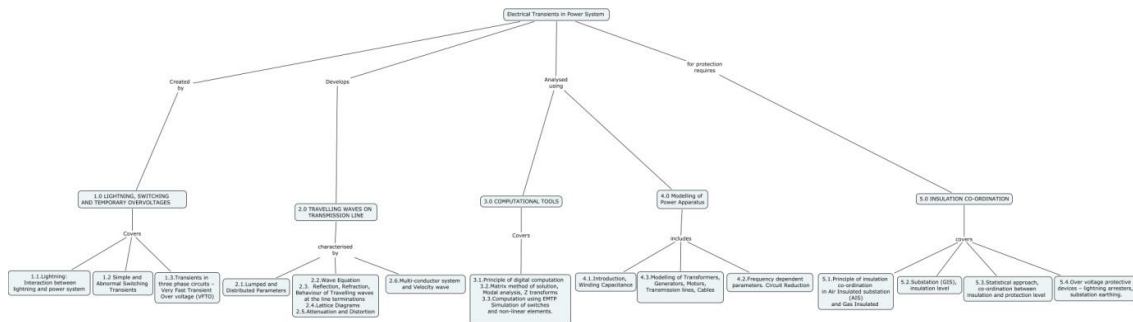 Electrical Transients in Power System
Created
by
Develops
Analysed
using
for protection
requires
1.0 LIGHTNING, SWITCHING
AND TEMPORARY OVERVOLTAGES
2.0 TRAVELLING WAVES ON
TRANSMISSION LINE
3.0 COMPUTATIONAL TOOLS
4.0 Modelling of
Power Apparatus
5.0 INSULATION CO-ORDINATION
Covers
characterised
by
Covers
includes
covers
1.1.Lightning:
Interaction between
lightning and power system
1.2 Simple and
Abnormal Switching
Transients
1.3.Transients in
three phase circuits –
Very Fast Transient
Over voltage (VFTO)
2.1.Lumped and
Distributed Parameters
2.2.Wave Equation
2.3. Reflection, Refraction,
Behaviour of Travelling waves
at the line terminations
2.4.Lattice Diagrams
2.5.Attenuation and Distortion
2.6.Multi-conductor system
and Velocity wave
3.1.Principle of digital computation
3.2.Matrix method of solution,
Modal analysis, Z transforms
3.3.Computation using EMTP
Simulation of switches
and non-linear elements.
4.1.Introduction,
Winding Capacitance
4.3.Modelling of Transformers,
Generators, Motors,
Transmission lines, Cables
4.2.Frequency dependent
parameters. Circuit Reduction
5.1.Principle of insulation
co-ordination
in Air Insulated substation
(AIS)
and Gas Insulated
5.2.Substation (GIS),
insulation level
5.3.Statistical approach,
co-ordination between
insulation and protection level
5.4.Over voltage protective
devices – lightning arresters,
substation earthing.